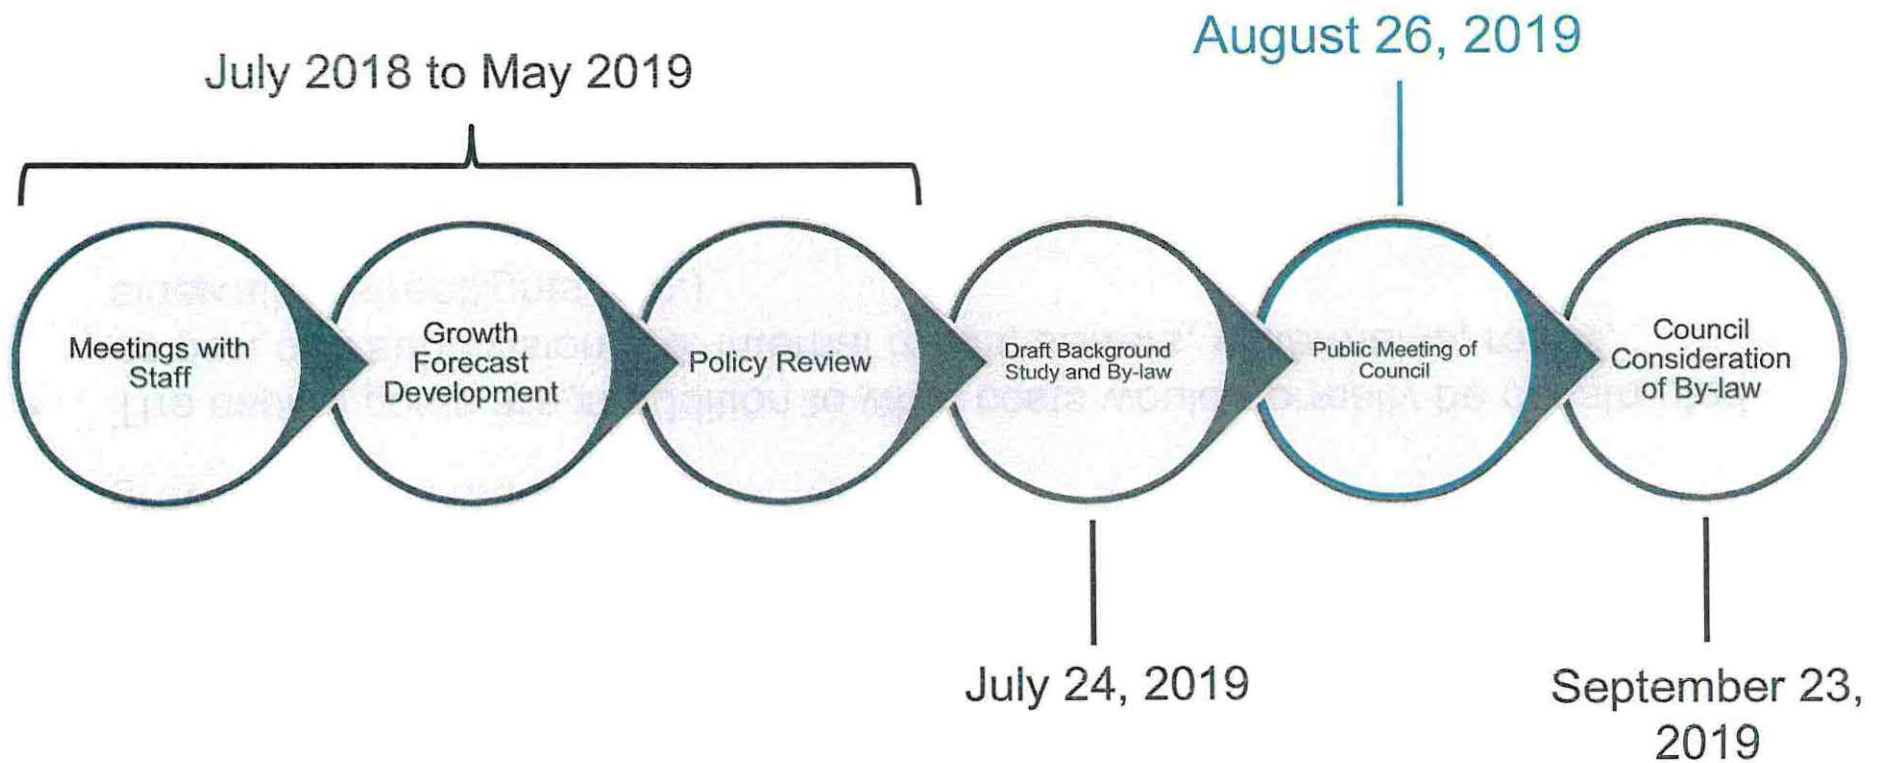 August 26, 2019
July 2018 to May 2019
Meetings with
Staff
Growth
Forecast
Development
Policy Review
Draft Background
Study and By-law
Public Meeting of
Council
Council
Consideration
of By-law
July 24, 2019
September 23,
2019